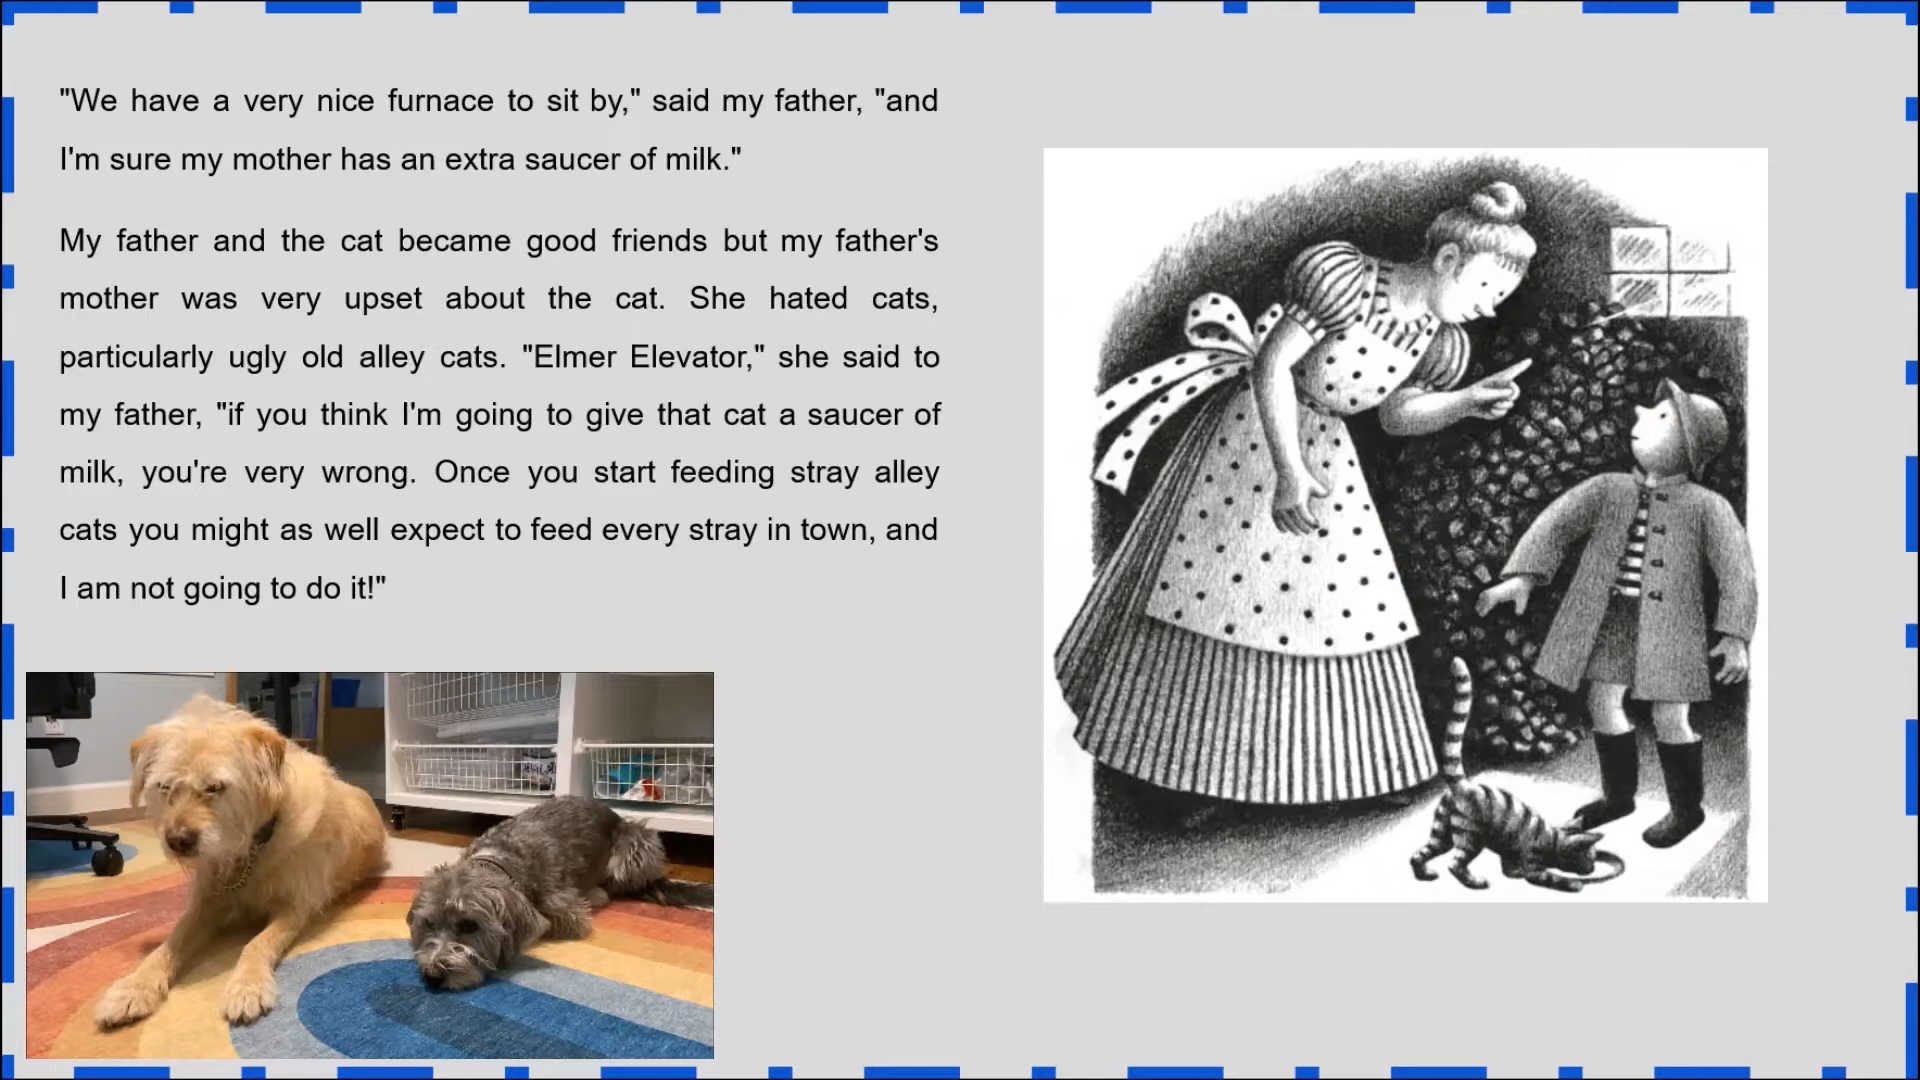 "We have a very nice furnace to sit by," said my father, "and
I'm sure my mother has an extra saucer of milk."
My father and the cat became good friends but my father's
mother was very upset about the cat. She hated cats,
particularly ugly old alley cats. "Elmer Elevator," she said to
my father, "if you think I'm going to give that cat a saucer of
milk, you're very wrong. Once you start feeding stray alley
cats you might as well expect to feed every stray in town, and
I am not going to do it!"